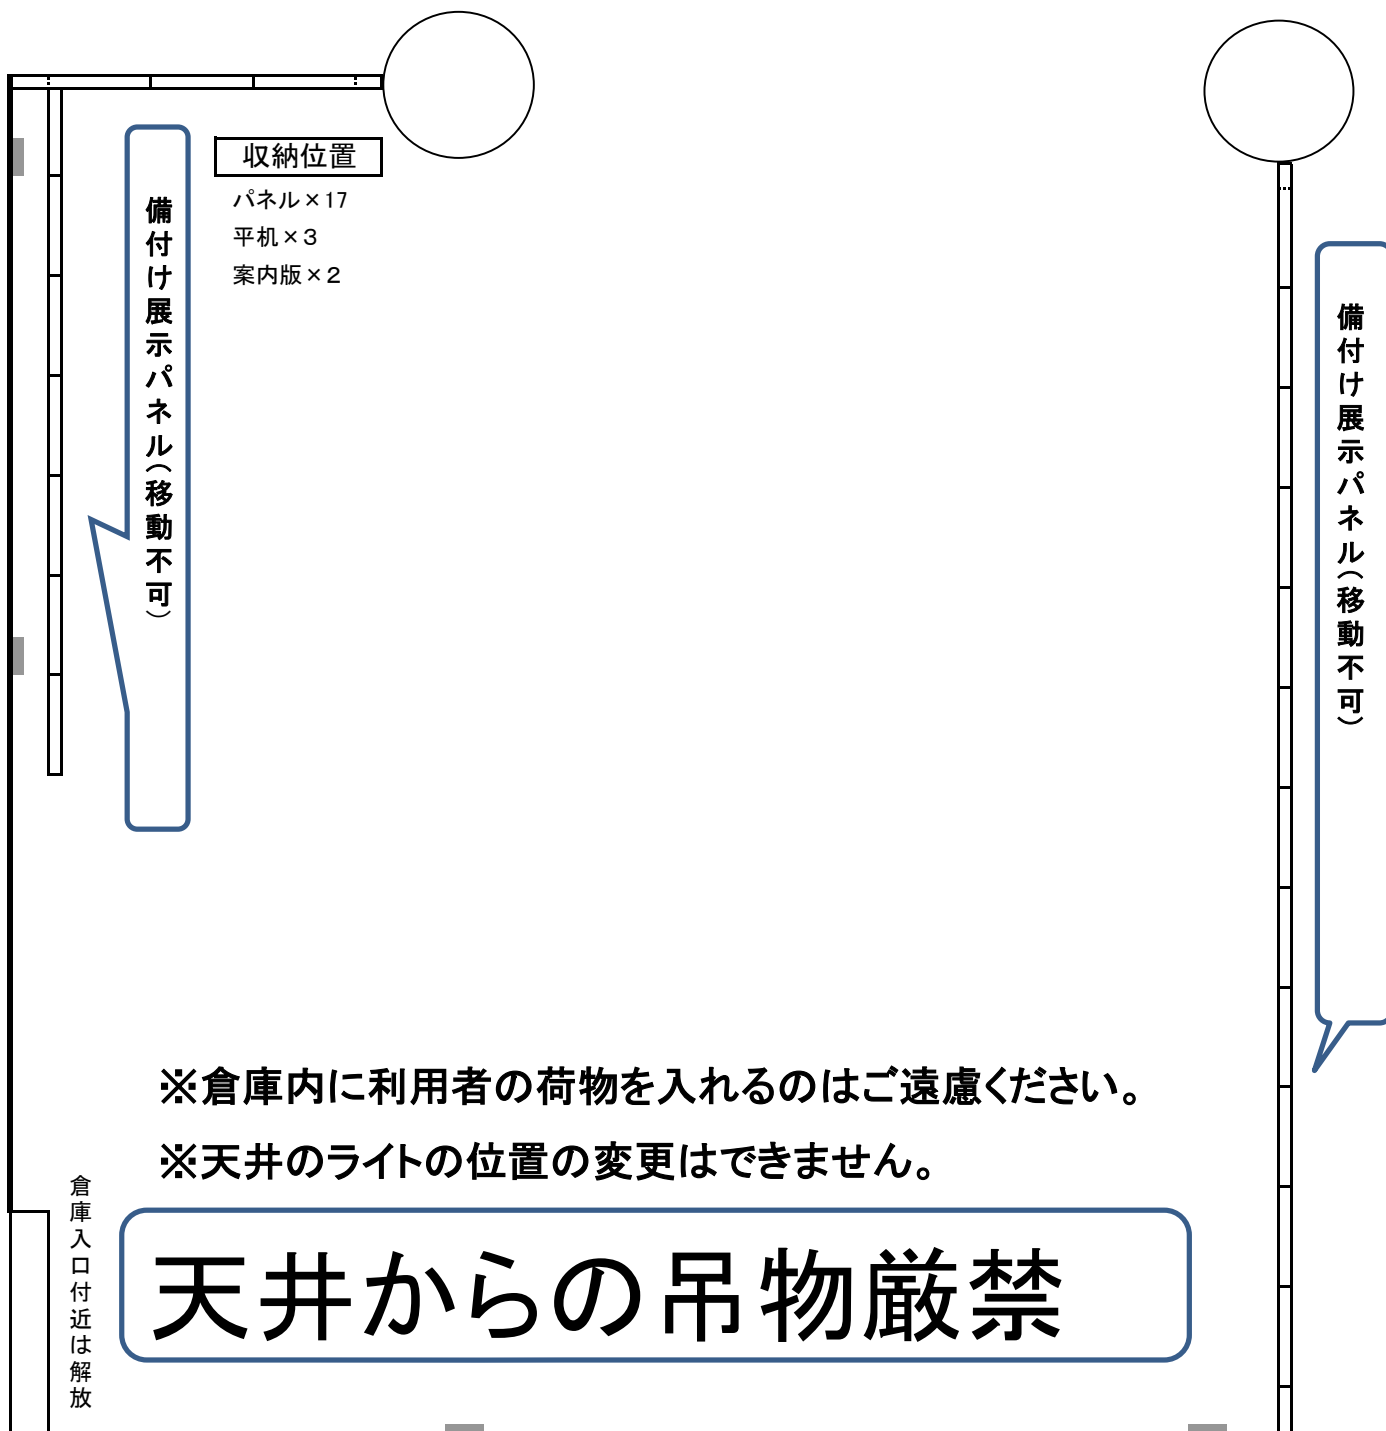 収納位置
パネル×17
平机×3
案内版×2
備付け展示パネル(移動不可)
備付け展示パネル(移動不可)
※倉庫内に利用者の荷物を入れるのはご遠慮ください。
※天井のライトの位置の変更はできません。
倉庫入口付近は解放
天井からの吊物厳禁